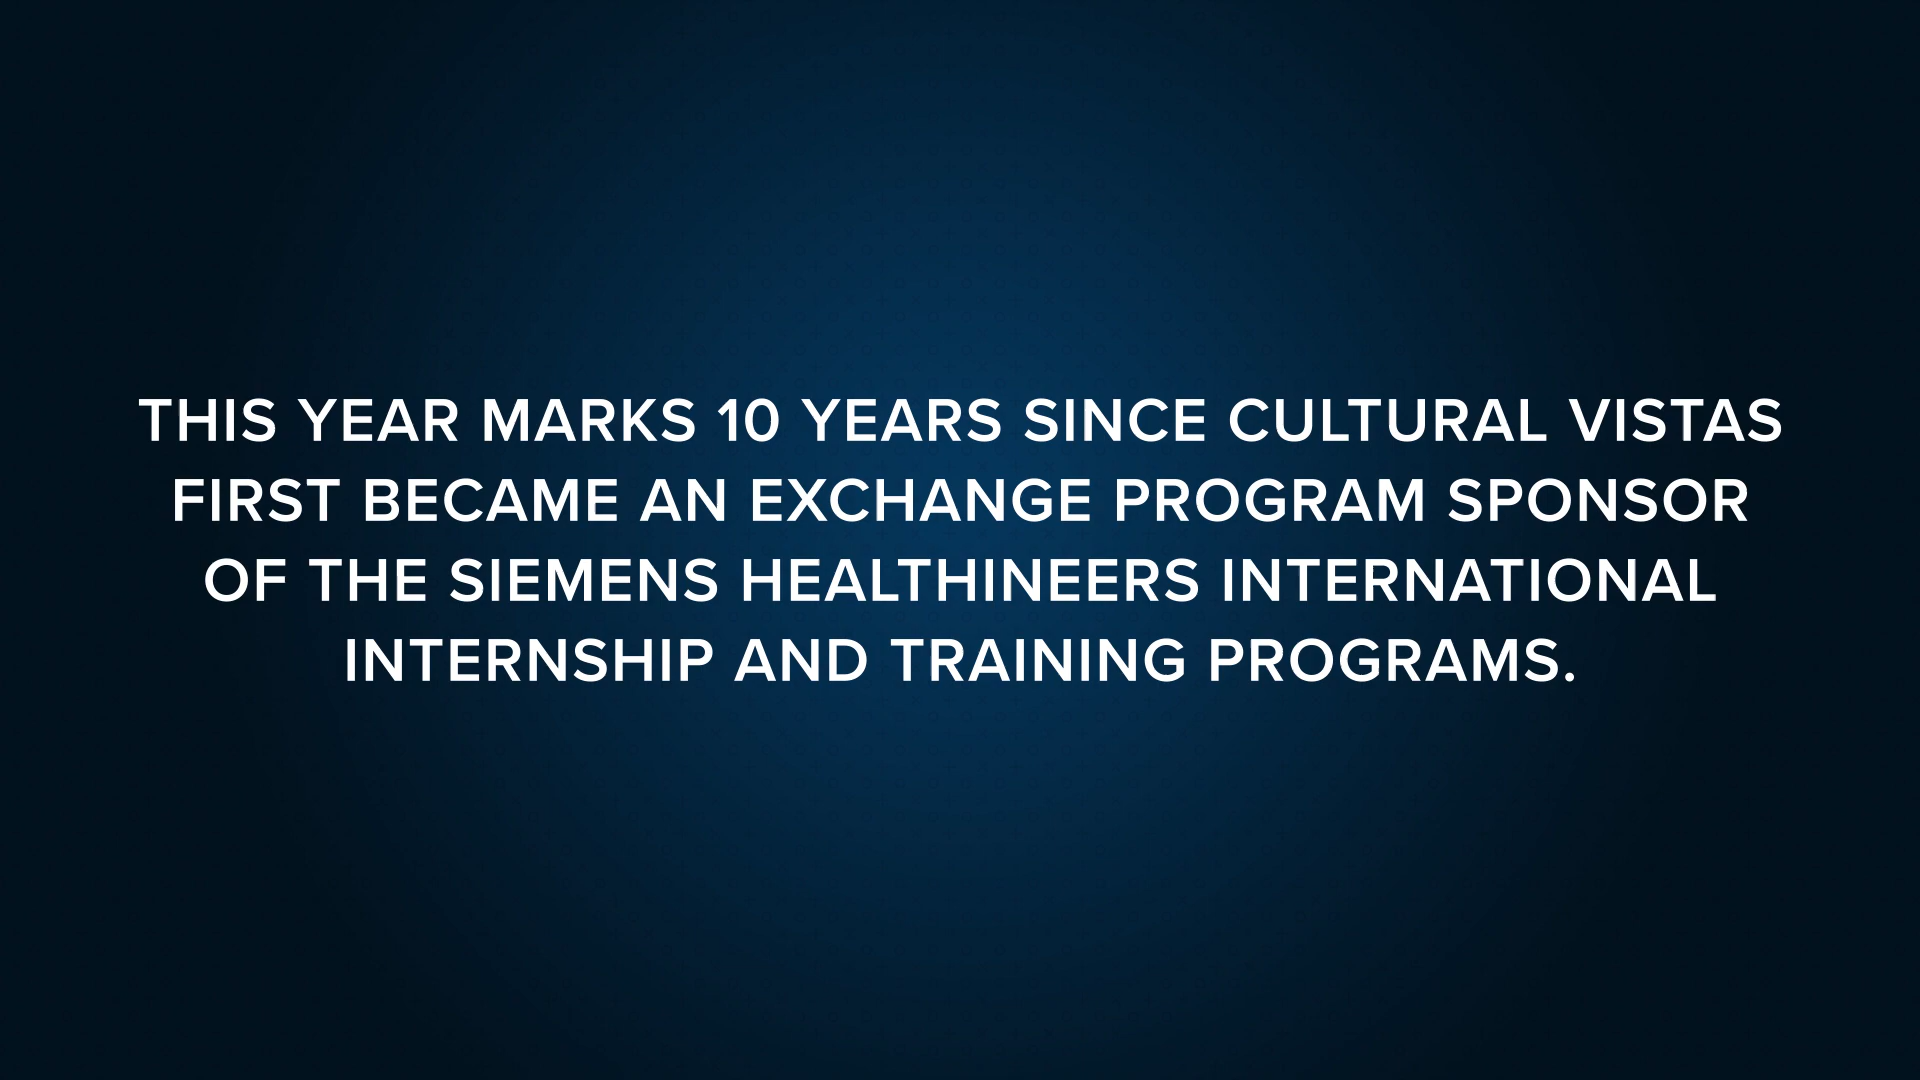 THIS YEAR MARKS 10 YEARS SINCE CULTURAL VISTAS
FIRST BECAME AN EXCHANGE PROGRAM SPONSOR
OF THE SIEMENS HEALTHINEERS INTERNATIONAL
INTERNSHIP AND TRAINING PROGRAMS.